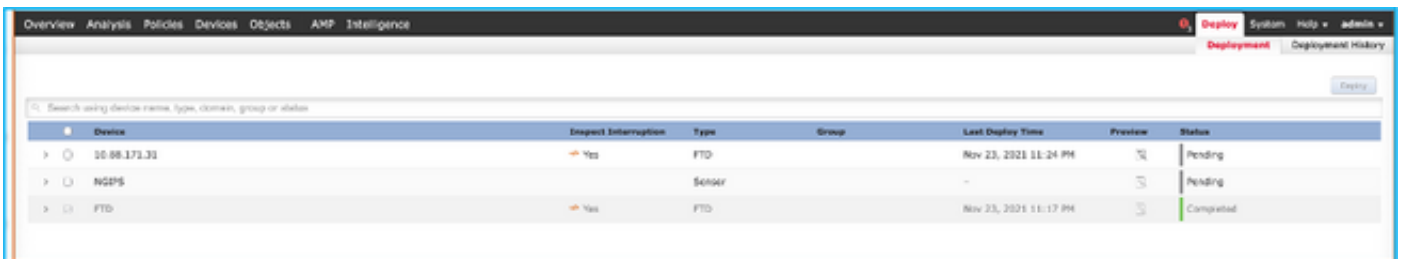 Overview Analysis Policies Devices Objects AMP Intelligence Deploy System Help admin
Deployment Deployment History
Deploy
Search using device name, type, domain, group or status
Device Inspect Interruption Type Group Last Deploy Time Preview Status
10.88.171.31 Yes FTD Nov 23, 2021 11:24 PM Pending
NGIPS Sensor - Pending
FTD Yes FTD Nov 23, 2021 11:17 PM Completed